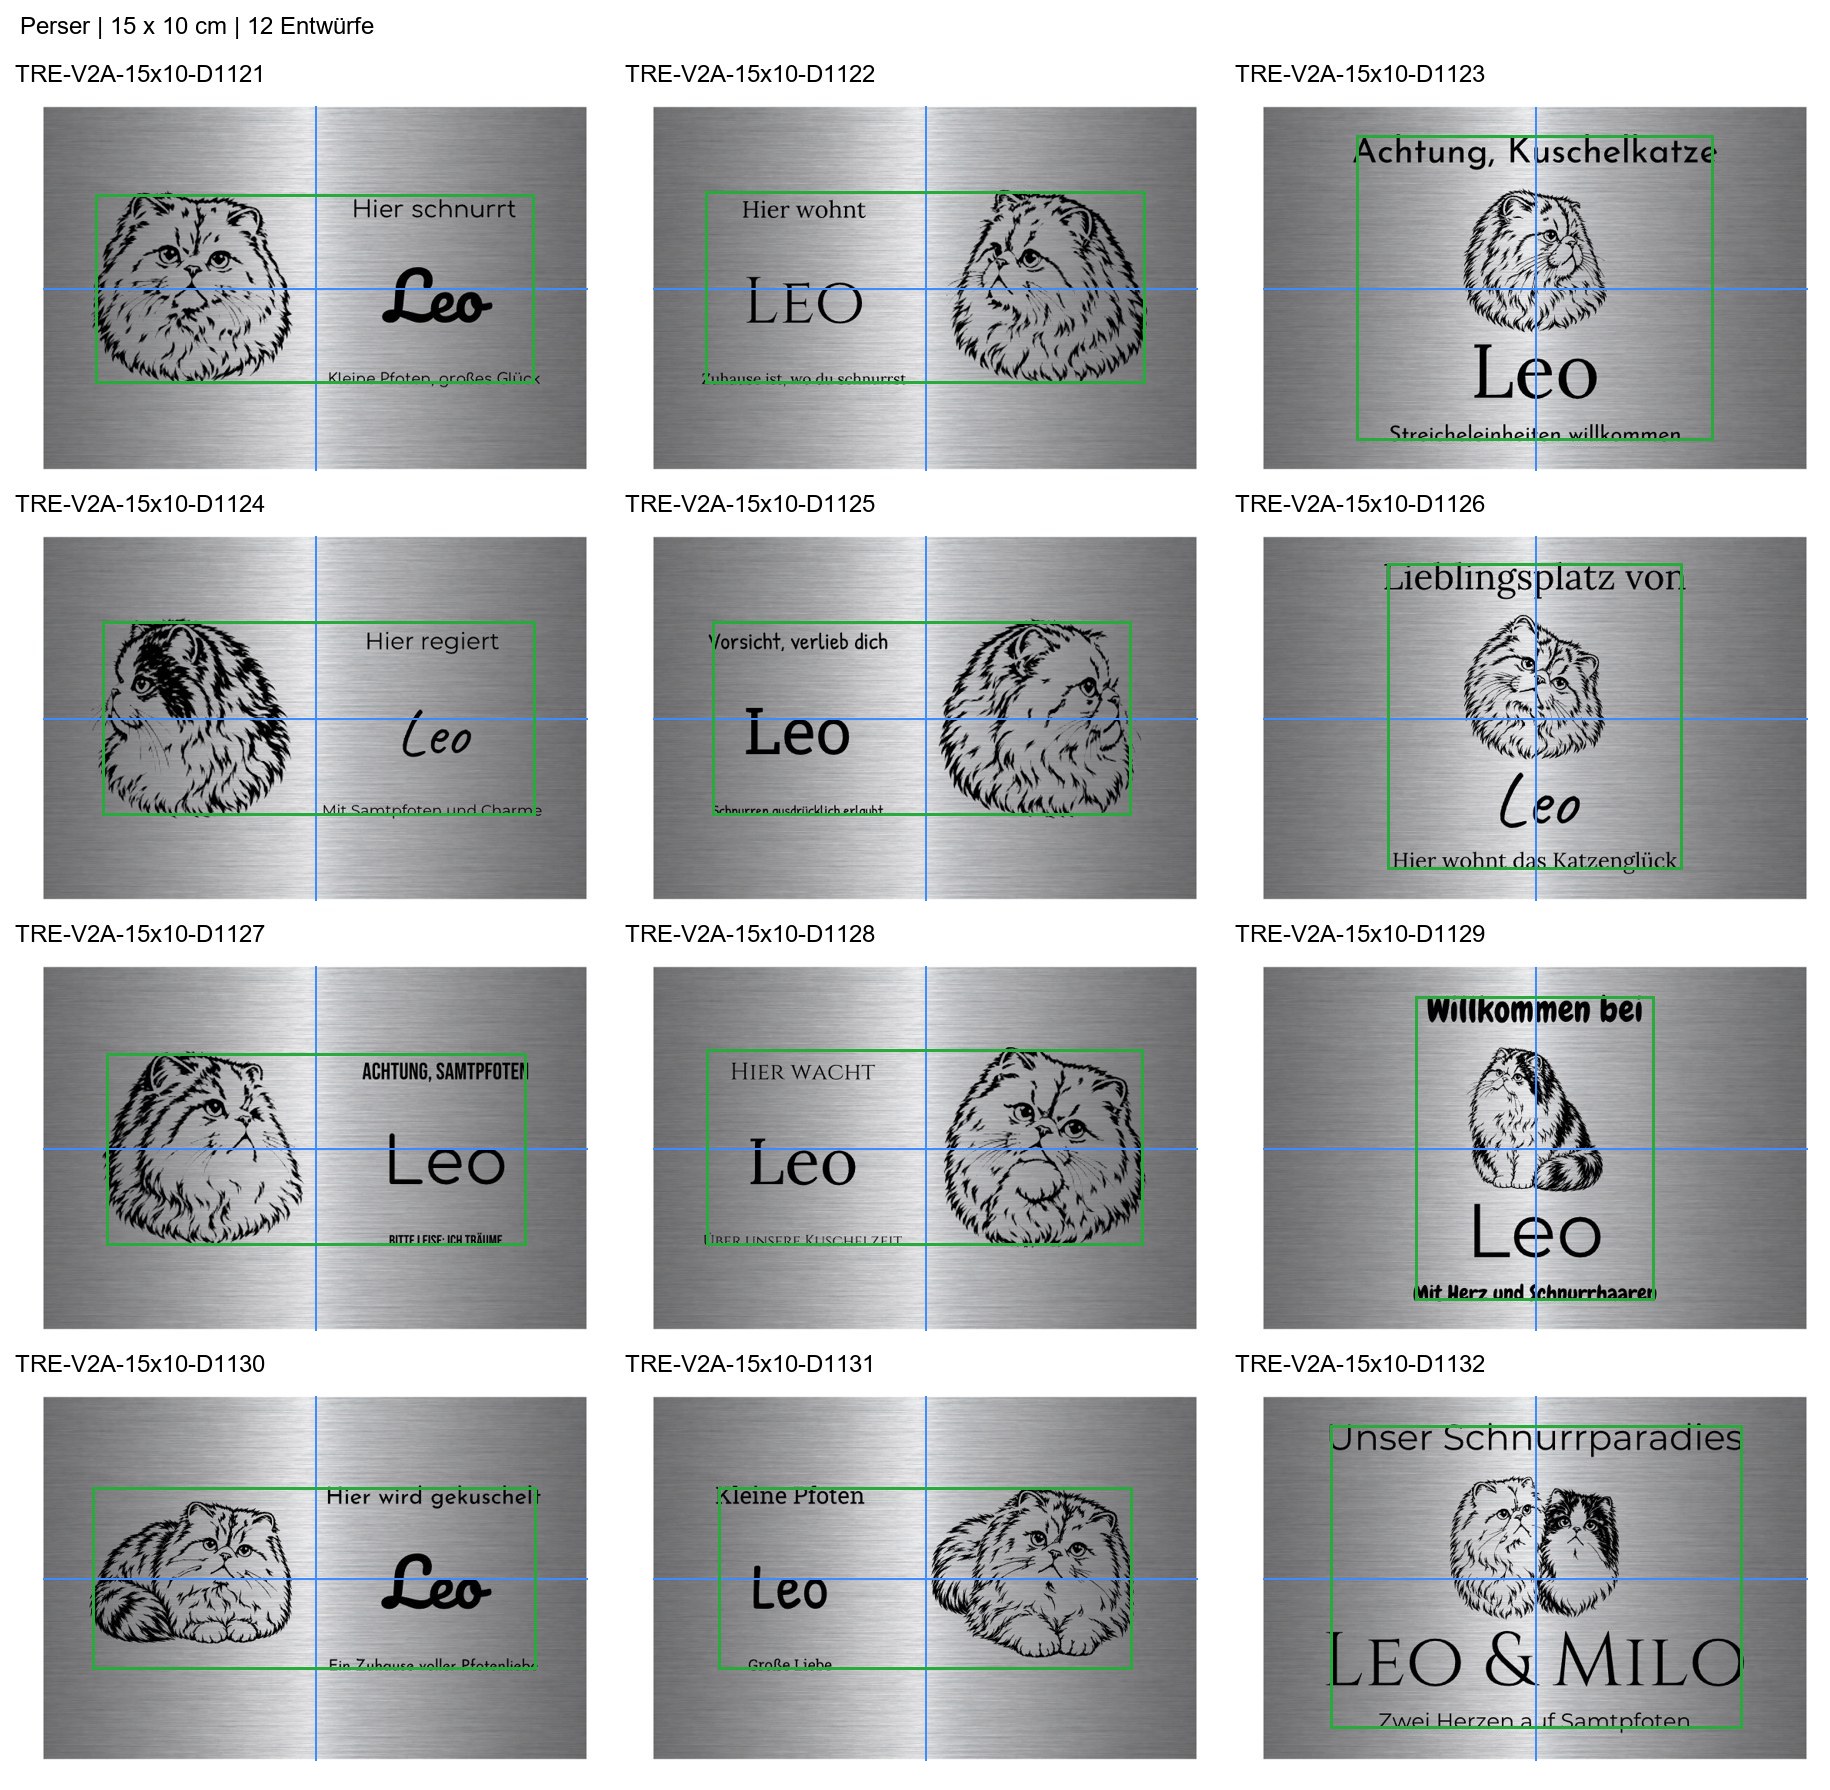 Perser | 15 x 10 cm | 12 Entwürfe
TRE-V2A-15x10-D1121
Hier schnurrt
Leo
Kleine Pfoten, großes Glück
TRE-V2A-15x10-D1122
Hier wohnt
LEO
Zuhause ist, wo du schnurrst
TRE-V2A-15x10-D1123
Achtung, Kuschelkatze
Leo
Streicheleinheiten willkommen
TRE-V2A-15x10-D1124
Hier regiert
Leo
Mit Samtpfoten und Charme
TRE-V2A-15x10-D1125
Vorsicht, verlieb dich
Leo
Schnurren ausdrücklich erlaubt
TRE-V2A-15x10-D1126
Lieblingsplatz von
Leo
Hier wohnt das Katzenglück
TRE-V2A-15x10-D1127
ACHTUNG, SAMTPFOTEN
Leo
BITTE LEISE: ICH TRÄUME
TRE-V2A-15x10-D1128
HIER WACHT
Leo
ÜBER UNSERE KUSCHELZEIT
TRE-V2A-15x10-D1129
Willkommen bei
Leo
Mit Herz und Schnurrhaaren
TRE-V2A-15x10-D1130
Hier wird gekuschelt
Leo
Ein Zuhause voller Pfotenliebe
TRE-V2A-15x10-D1131
Kleine Pfoten
Leo
Große Liebe
TRE-V2A-15x10-D1132
Unser Schnurrparadies
LEO & MILO
Zwei Herzen auf Samtpfoten